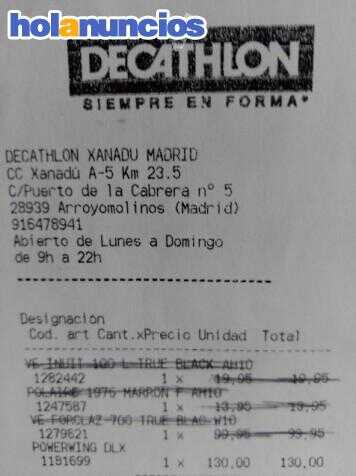 holanuncios
DECATHLON
SIEMPRE EN FORMA*
DECATHLON XANADU MADRID
CC Xanadú A-5 Km 23.5
C/Puerto de la Cabrera nº 5
28939 Arroyomolinos (Madrid)
916478941
Abierto de Lunes a Domingo
de 9h a 22h
Designación
Cod. art Cant.xPrecio Unidad Total
VE INUIT 100 L TRUE BLACK AH10
1282442 1 x 19,95 19,95
POLAIRE 1975 MARRON F AH10
1247587 1 x 13,95 19,95
VE FORCLAZ 700 TRUE BLAC W10
1279621 1 x 99,95 99,95
POWERWING DLX
1181699 1 x 130.00 130,00